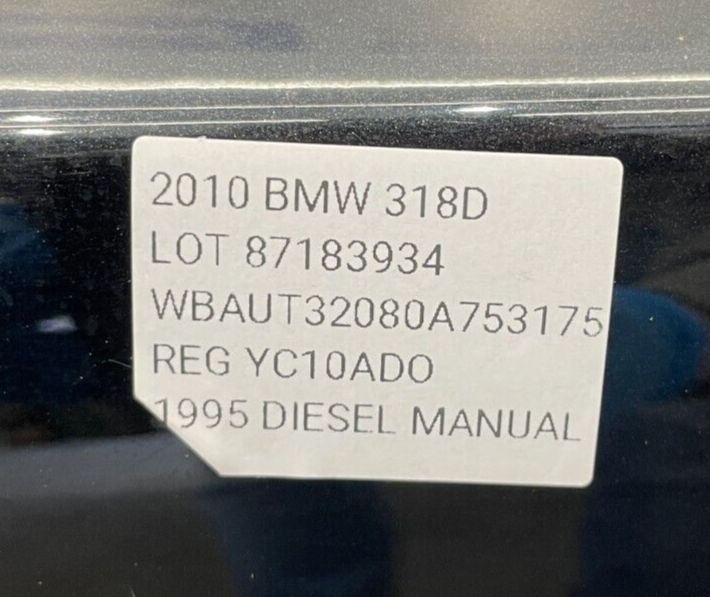 2010 BMW 318D
LOT 87183934
WBAUT32080A753175
REG YC10ADO
1995 DIESEL MANUAL